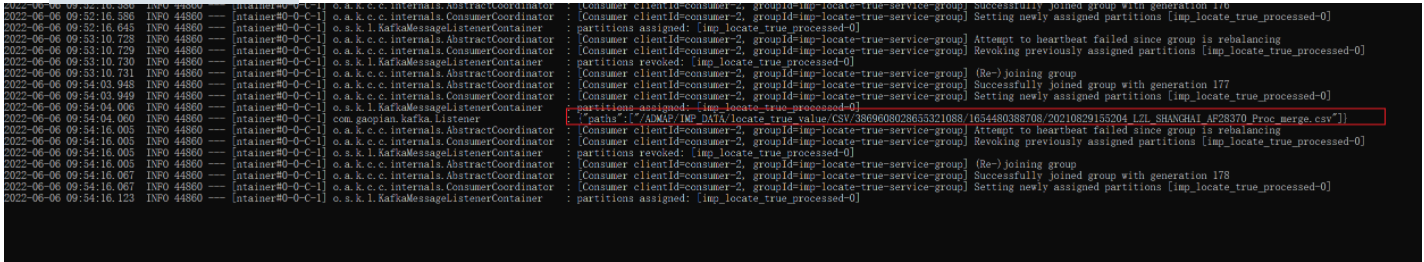 2022-06-06 09:52:16.586 INFO 44860 --- [ntainer#0-0-C-1] o.a.k.c.c.internals.AbstractCoordinator : [Consumer clientId=consumer-2, groupId=imp-locate-true-service-group] Successfully joined group with generation 176
2022-06-06 09:52:16.586 INFO 44860 --- [ntainer#0-0-C-1] o.a.k.c.c.internals.ConsumerCoordinator : [Consumer clientId=consumer-2, groupId=imp-locate-true-service-group] Setting newly assigned partitions [imp_locate_true_processed-0]
2022-06-06 09:52:16.645 INFO 44860 --- [ntainer#0-0-C-1] o.s.k.l.KafkaMessageListenerContainer : partitions assigned: [imp_locate_true_processed-0]
2022-06-06 09:53:10.728 INFO 44860 --- [ntainer#0-0-C-1] o.a.k.c.c.internals.AbstractCoordinator : [Consumer clientId=consumer-2, groupId=imp-locate-true-service-group] Attempt to heartbeat failed since group is rebalancing
2022-06-06 09:53:10.729 INFO 44860 --- [ntainer#0-0-C-1] o.a.k.c.c.internals.ConsumerCoordinator : [Consumer clientId=consumer-2, groupId=imp-locate-true-service-group] Revoking previously assigned partitions [imp_locate_true_processed-0]
2022-06-06 09:53:10.730 INFO 44860 --- [ntainer#0-0-C-1] o.s.k.l.KafkaMessageListenerContainer : partitions revoked: [imp_locate_true_processed-0]
2022-06-06 09:53:10.731 INFO 44860 --- [ntainer#0-0-C-1] o.a.k.c.c.internals.AbstractCoordinator : [Consumer clientId=consumer-2, groupId=imp-locate-true-service-group] (Re-)joining group
2022-06-06 09:54:03.948 INFO 44860 --- [ntainer#0-0-C-1] o.a.k.c.c.internals.AbstractCoordinator : [Consumer clientId=consumer-2, groupId=imp-locate-true-service-group] Successfully joined group with generation 177
2022-06-06 09:54:03.949 INFO 44860 --- [ntainer#0-0-C-1] o.a.k.c.c.internals.ConsumerCoordinator : [Consumer clientId=consumer-2, groupId=imp-locate-true-service-group] Setting newly assigned partitions [imp_locate_true_processed-0]
2022-06-06 09:54:04.006 INFO 44860 --- [ntainer#0-0-C-1] o.s.k.l.KafkaMessageListenerContainer : partitions assigned: [imp_locate_true_processed-0]
2022-06-06 09:54:04.060 INFO 44860 --- [ntainer#0-0-C-1] com.gaopian.kafka.Listener : {"paths":["/ADMAP/IMP_DATA/locate_true_value/CSV/3869608028655321088/1654480388708/20210829155204_LZL_SHANGHAI_AF28370_Proc_merge.csv"]}
2022-06-06 09:54:16.005 INFO 44860 --- [ntainer#0-0-C-1] o.a.k.c.c.internals.AbstractCoordinator : [Consumer clientId=consumer-2, groupId=imp-locate-true-service-group] Attempt to heartbeat failed since group is rebalancing
2022-06-06 09:54:16.005 INFO 44860 --- [ntainer#0-0-C-1] o.a.k.c.c.internals.ConsumerCoordinator : [Consumer clientId=consumer-2, groupId=imp-locate-true-service-group] Revoking previously assigned partitions [imp_locate_true_processed-0]
2022-06-06 09:54:16.005 INFO 44860 --- [ntainer#0-0-C-1] o.s.k.l.KafkaMessageListenerContainer : partitions revoked: [imp_locate_true_processed-0]
2022-06-06 09:54:16.005 INFO 44860 --- [ntainer#0-0-C-1] o.a.k.c.c.internals.AbstractCoordinator : [Consumer clientId=consumer-2, groupId=imp-locate-true-service-group] (Re-)joining group
2022-06-06 09:54:16.067 INFO 44860 --- [ntainer#0-0-C-1] o.a.k.c.c.internals.AbstractCoordinator : [Consumer clientId=consumer-2, groupId=imp-locate-true-service-group] Successfully joined group with generation 178
2022-06-06 09:54:16.067 INFO 44860 --- [ntainer#0-0-C-1] o.a.k.c.c.internals.ConsumerCoordinator : [Consumer clientId=consumer-2, groupId=imp-locate-true-service-group] Setting newly assigned partitions [imp_locate_true_processed-0]
2022-06-06 09:54:16.123 INFO 44860 --- [ntainer#0-0-C-1] o.s.k.l.KafkaMessageListenerContainer : partitions assigned: [imp_locate_true_processed-0]